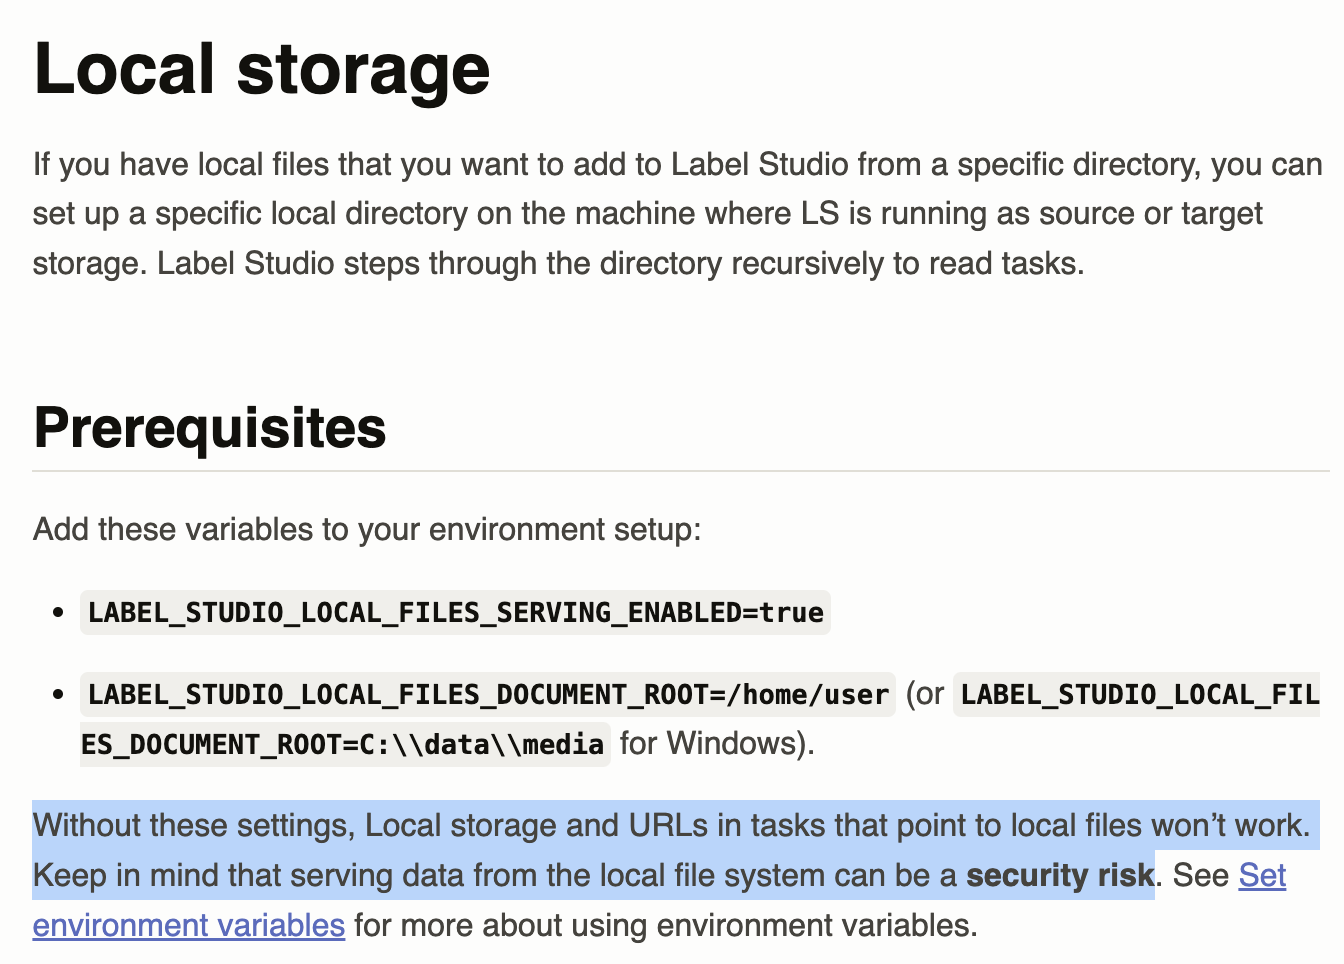 Local storage
If you have local files that you want to add to Label Studio from a specific directory, you can
set up a specific local directory on the machine where LS is running as source or target
storage. Label Studio steps through the directory recursively to read tasks.
Prerequisites
Add these variables to your environment setup:
• LABEL_STUDIO_LOCAL_FILES_SERVING_ENABLED=true
• LABEL_STUDIO_LOCAL_FILES_DOCUMENT_ROOT=/home/user (or LABEL_STUDIO_LOCAL_FIL
ES_DOCUMENT_ROOT=C:\\data\\media for Windows).
Without these settings, Local storage and URLs in tasks that point to local files won’t work.
Keep in mind that serving data from the local file system can be a security risk. See Set
environment variables for more about using environment variables.